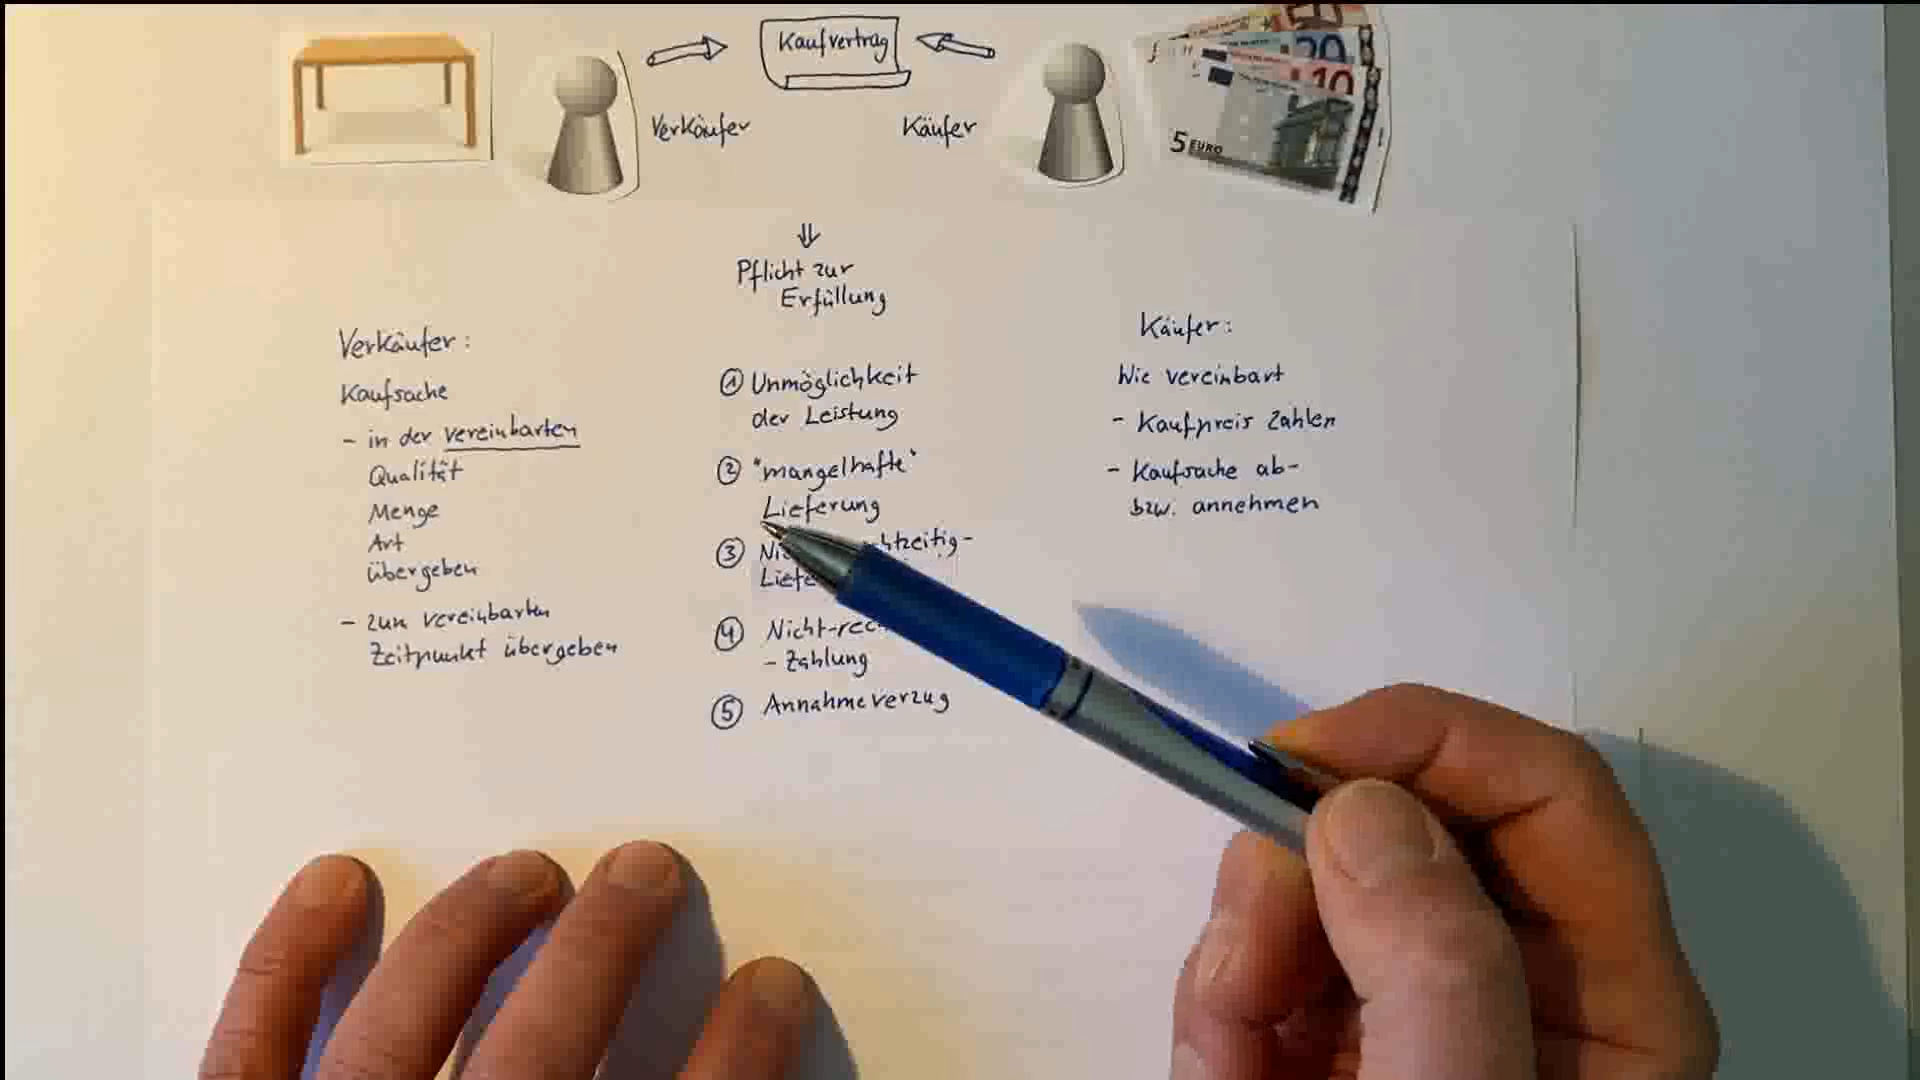 Kaufvertrag
Verkäufer
Käufer
20
10
5 EURO
⇓
Pflicht zur
Erfüllung
Verkäufer:
Kaufsache
- in der vereinbarten
Qualität
Menge
Art
übergeben
- zum vereinbarten
Zeitpunkt übergeben
① Unmöglichkeit
der Leistung
② "mangelhafte"
Lieferung
③
④
- Zahlung
⑤ Annahmeverzug
Käufer:
Wie vereinbart
- Kaufpreis zahlen
- Kaufsache ab-
bzw. annehmen